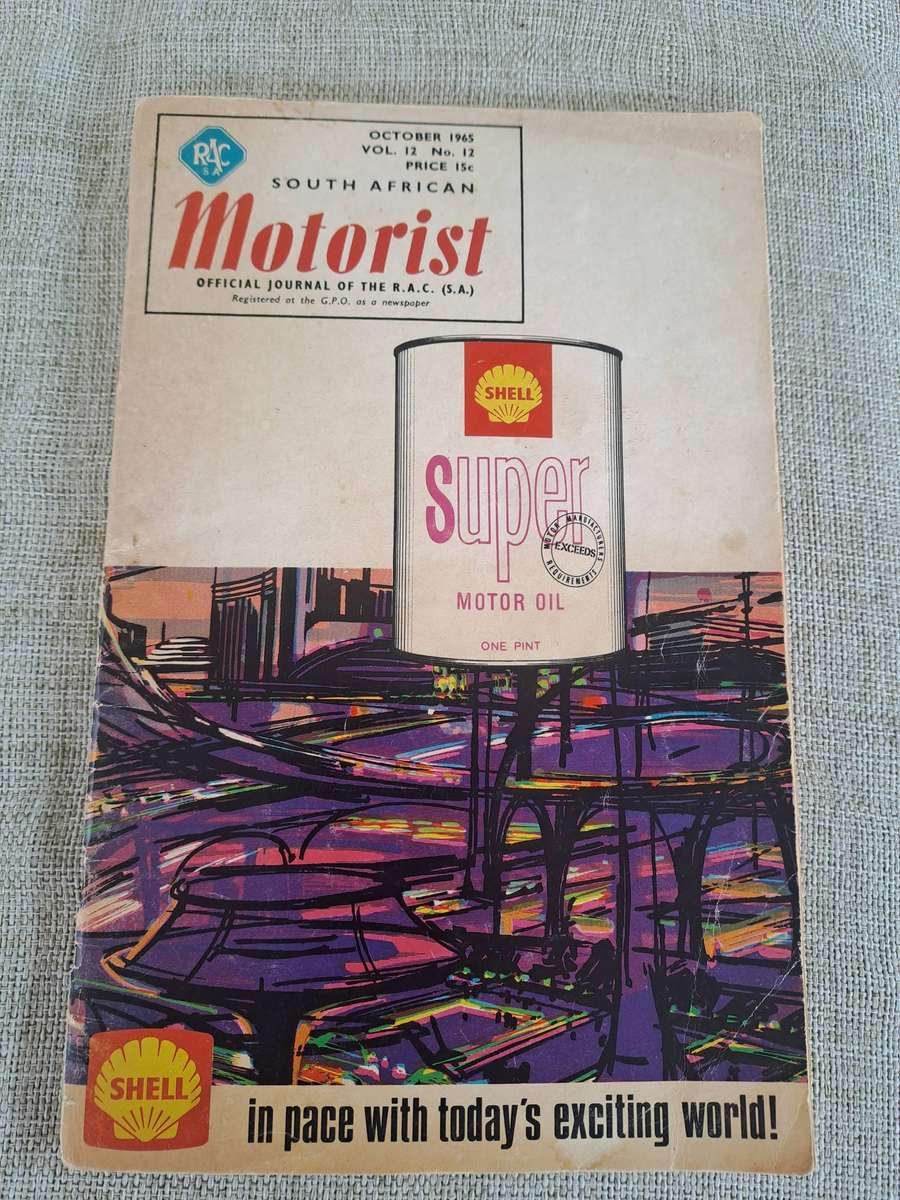 RAC
SA
OCTOBER 1965
VOL. 12 No. 12
PRICE 15c
SOUTH AFRICAN
Motorist
OFFICIAL JOURNAL OF THE R.A.C. (S.A.)
Registered at the G.P.O. as a newspaper
SHELL
super
MOTOR MANUFACTURERS
EXCEEDS
REQUIREMENTS
MOTOR OIL
ONE PINT
SHELL
in pace with today's exciting world!